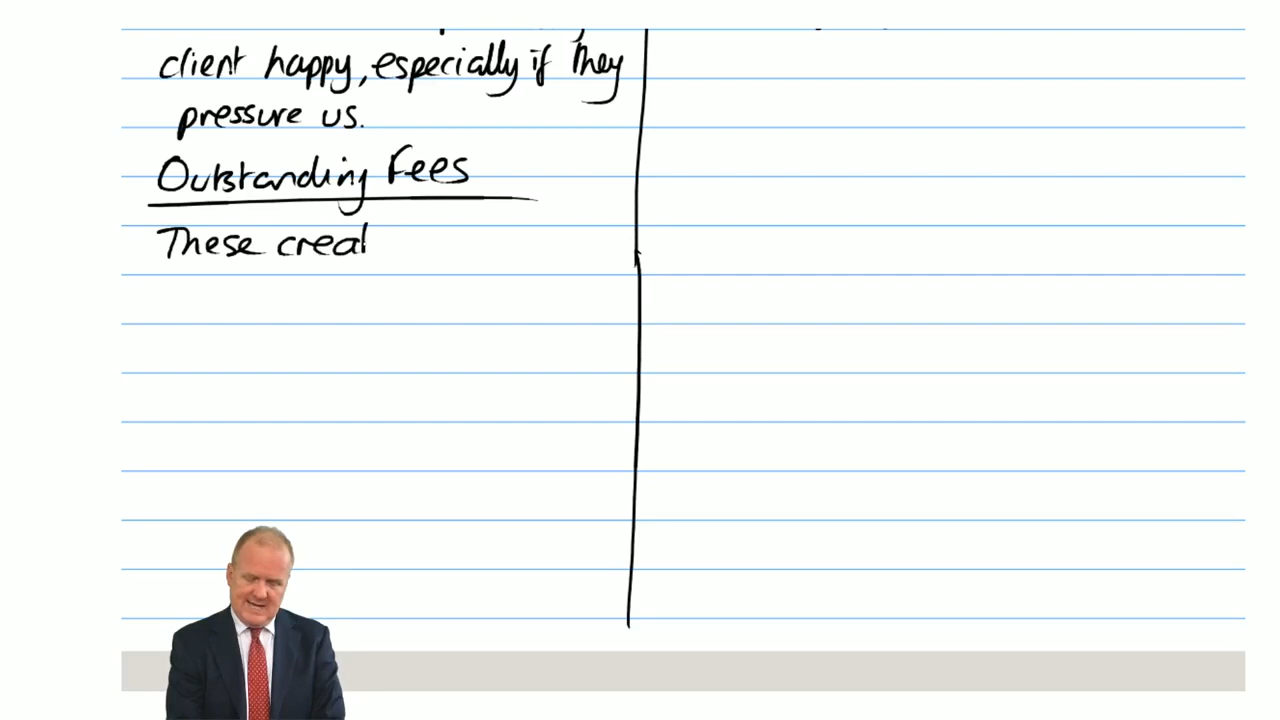 client happy, especially if they
pressure us.
Outstanding Fees
These creat